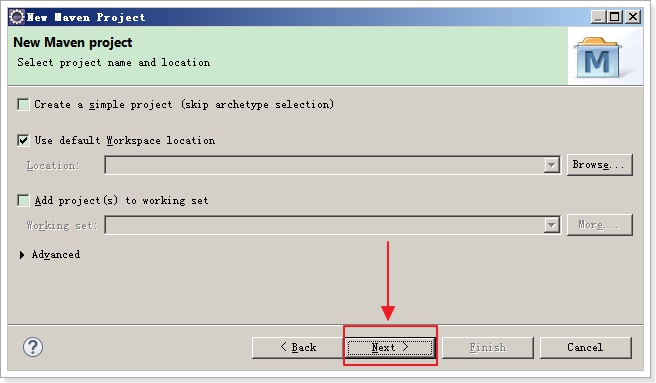 New Maven Project
New Maven project
Select project name and location
M
Create a simple project (skip archetype selection)
Use default Workspace location
Location:
Browse...
Add project(s) to working set
Working set:
More...
Advanced
?
< Back
Next >
Finish
Cancel